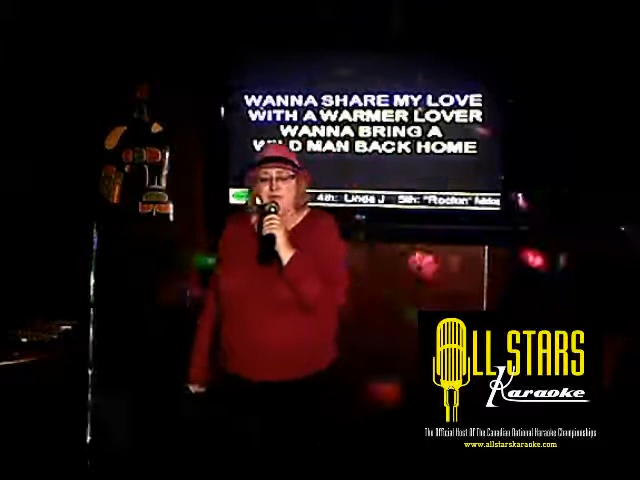 WANNA SHARE MY LOVE
WITH A WARMER LOVER
WANNA BRING A
WILD MAN BACK HOME
4th: Linda J 5th: "Rockin"
ALL STARS
Karaoke
The Official Host Of The Canadian National Karaoke Championships
www.allstarskaraoke.com